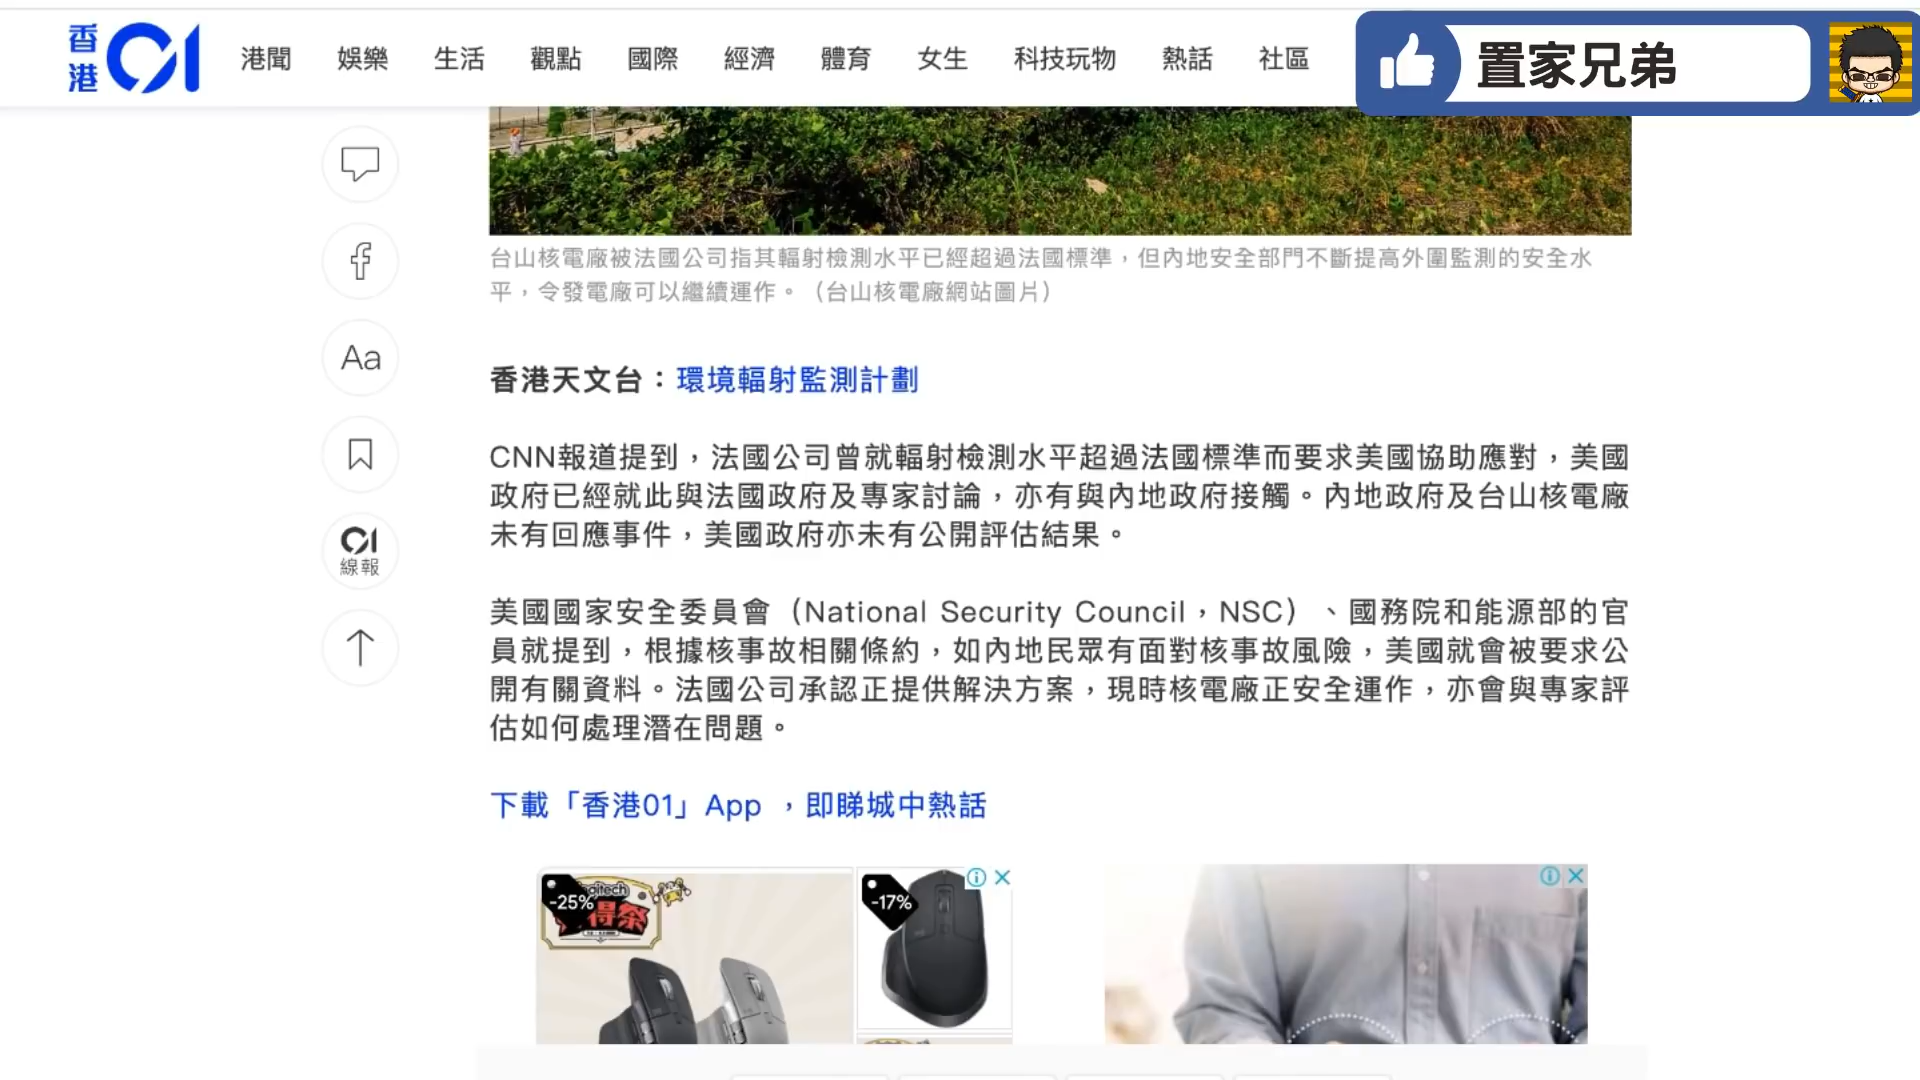 香港01
港聞 娛樂 生活 觀點 國際 經濟 體育 女生 科技玩物 熱話 社區
置家兄弟
台山核電廠被法國公司指其輻射檢測水平已經超過法國標準，但內地安全部門不斷提高外圍監測的安全水
平，令發電廠可以繼續運作。（台山核電廠網站圖片）
Aa
01
線報
香港天文台：環境輻射監測計劃
CNN報道提到，法國公司曾就輻射檢測水平超過法國標準而要求美國協助應對，美國
政府已經就此與法國政府及專家討論，亦有與內地政府接觸。內地政府及台山核電廠
未有回應事件，美國政府亦未有公開評估結果。
美國國家安全委員會（National Security Council，NSC）、國務院和能源部的官
員就提到，根據核事故相關條約，如內地民眾有面對核事故風險，美國就會被要求公
開有關資料。法國公司承認正提供解決方案，現時核電廠正安全運作，亦會與專家評
估如何處理潛在問題。
下載「香港01」App ，即睇城中熱話
-25%
得祭
-17%